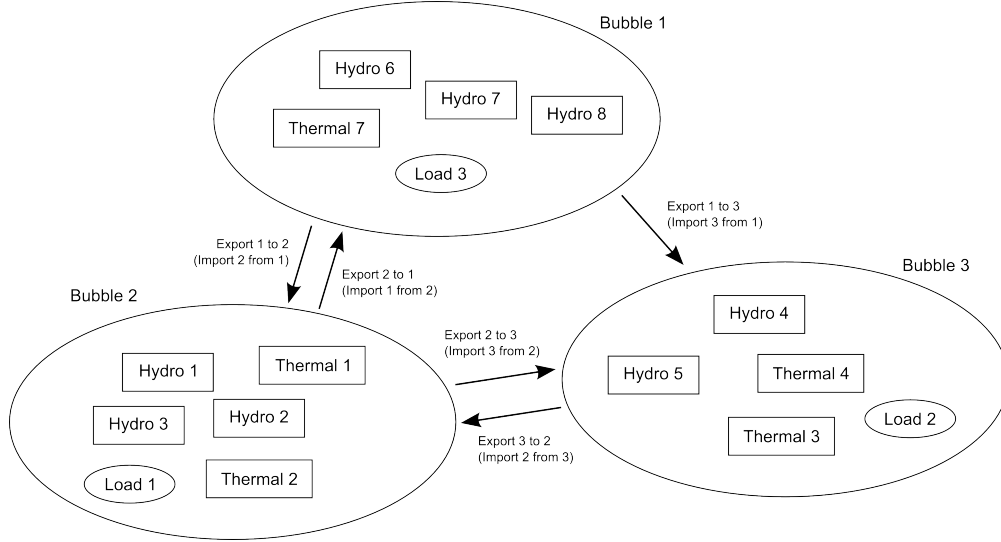 Bubble 1
Hydro 6
Hydro 7
Hydro 8
Thermal 7
Load 3
Export 1 to 3
(Import 3 from 1)
Export 1 to 2
(Import 2 from 1)
Export 2 to 1
(Import 1 from 2)
Bubble 3
Bubble 2
Hydro 4
Export 2 to 3
(Import 3 from 2)
Thermal 1
Hydro 1
Hydro 5
Thermal 4
Hydro 2
Hydro 3
Load 2
Thermal 3
Export 3 to 2
(Import 2 from 3)
Thermal 2
Load 1